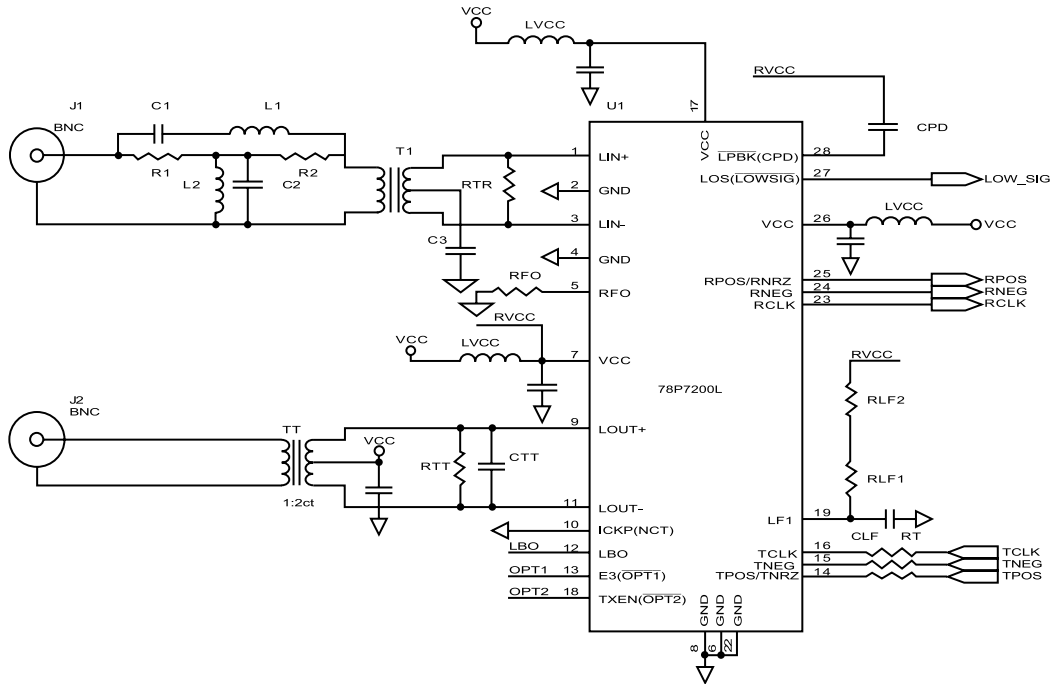 VCC
LVCC
RVCC
J1
BNC
C1
L1
U1
17
CPD
VCC
R1
L2
C2
R2
T1
RTR
C3
1
LIN+
2
GND
3
LIN-
4
GND
5
RFO
RFO
LPBK(CPD)
28
LOS(LOWSIG)
27
LOW_SIG
VCC
26
LVCC
VCC
RPOS/RNRZ
25
RPOS
RNEG
24
RNEG
RCLK
23
RCLK
RVCC
VCC
LVCC
7
VCC
78P7200L
RVCC
RLF2
RLF1
J2
BNC
TT
1:2ct
VCC
RTT
CTT
9
LOUT+
11
LOUT-
10
ICKP(NCT)
LBO
12
LBO
OPT1
13
E3(OPT1)
OPT2
18
TXEN(OPT2)
LF1
19
CLF
RT
TCLK
16
TCLK
TNEG
15
TNEG
TPOS/TNRZ
14
TPOS
GND
GND
GND
8
6
22